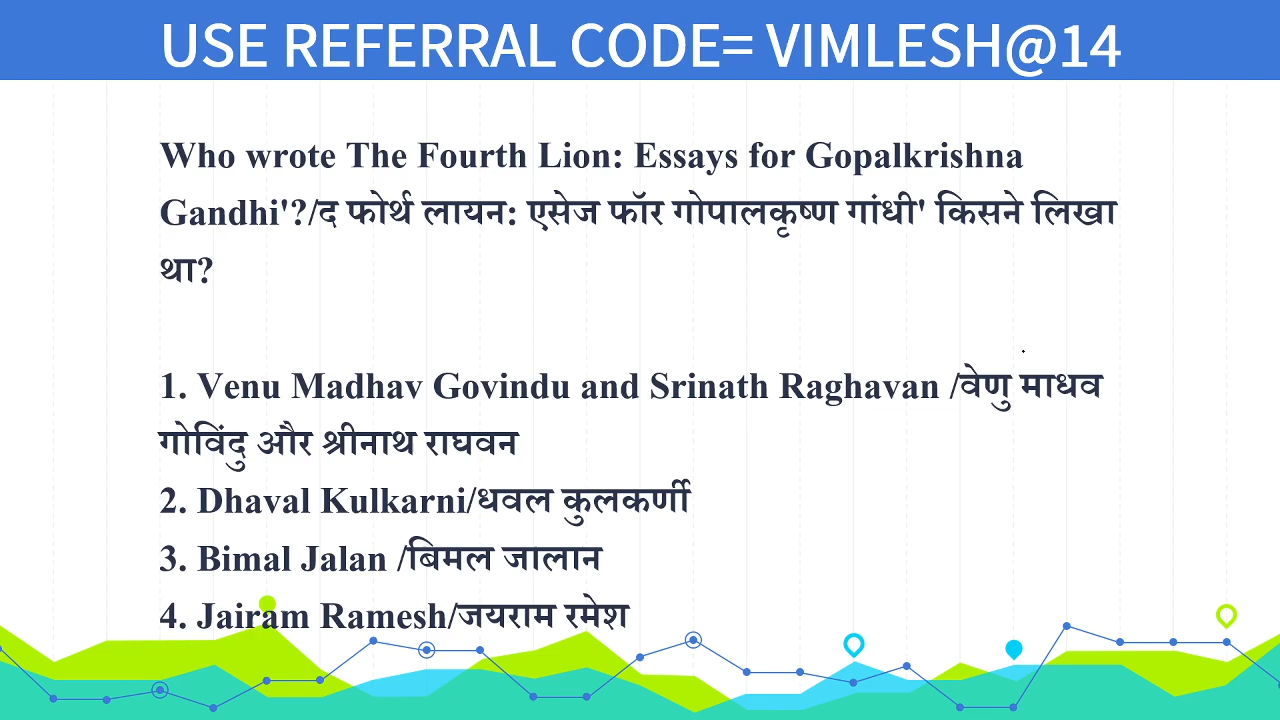 USE REFERRAL CODE= VIMLESH@14
Who wrote The Fourth Lion: Essays for Gopalkrishna
Gandhi'?/द फोर्थ लायन: एसेज फॉर गोपालकृष्ण गांधी' किसने लिखा
था?
1. Venu Madhav Govindu and Srinath Raghavan /वेणु माधव
गोविंदु और श्रीनाथ राघवन
2. Dhaval Kulkarni/धवल कुलकर्णी
3. Bimal Jalan /बिमल जालान
4. Jairam Ramesh/जयराम रमेश